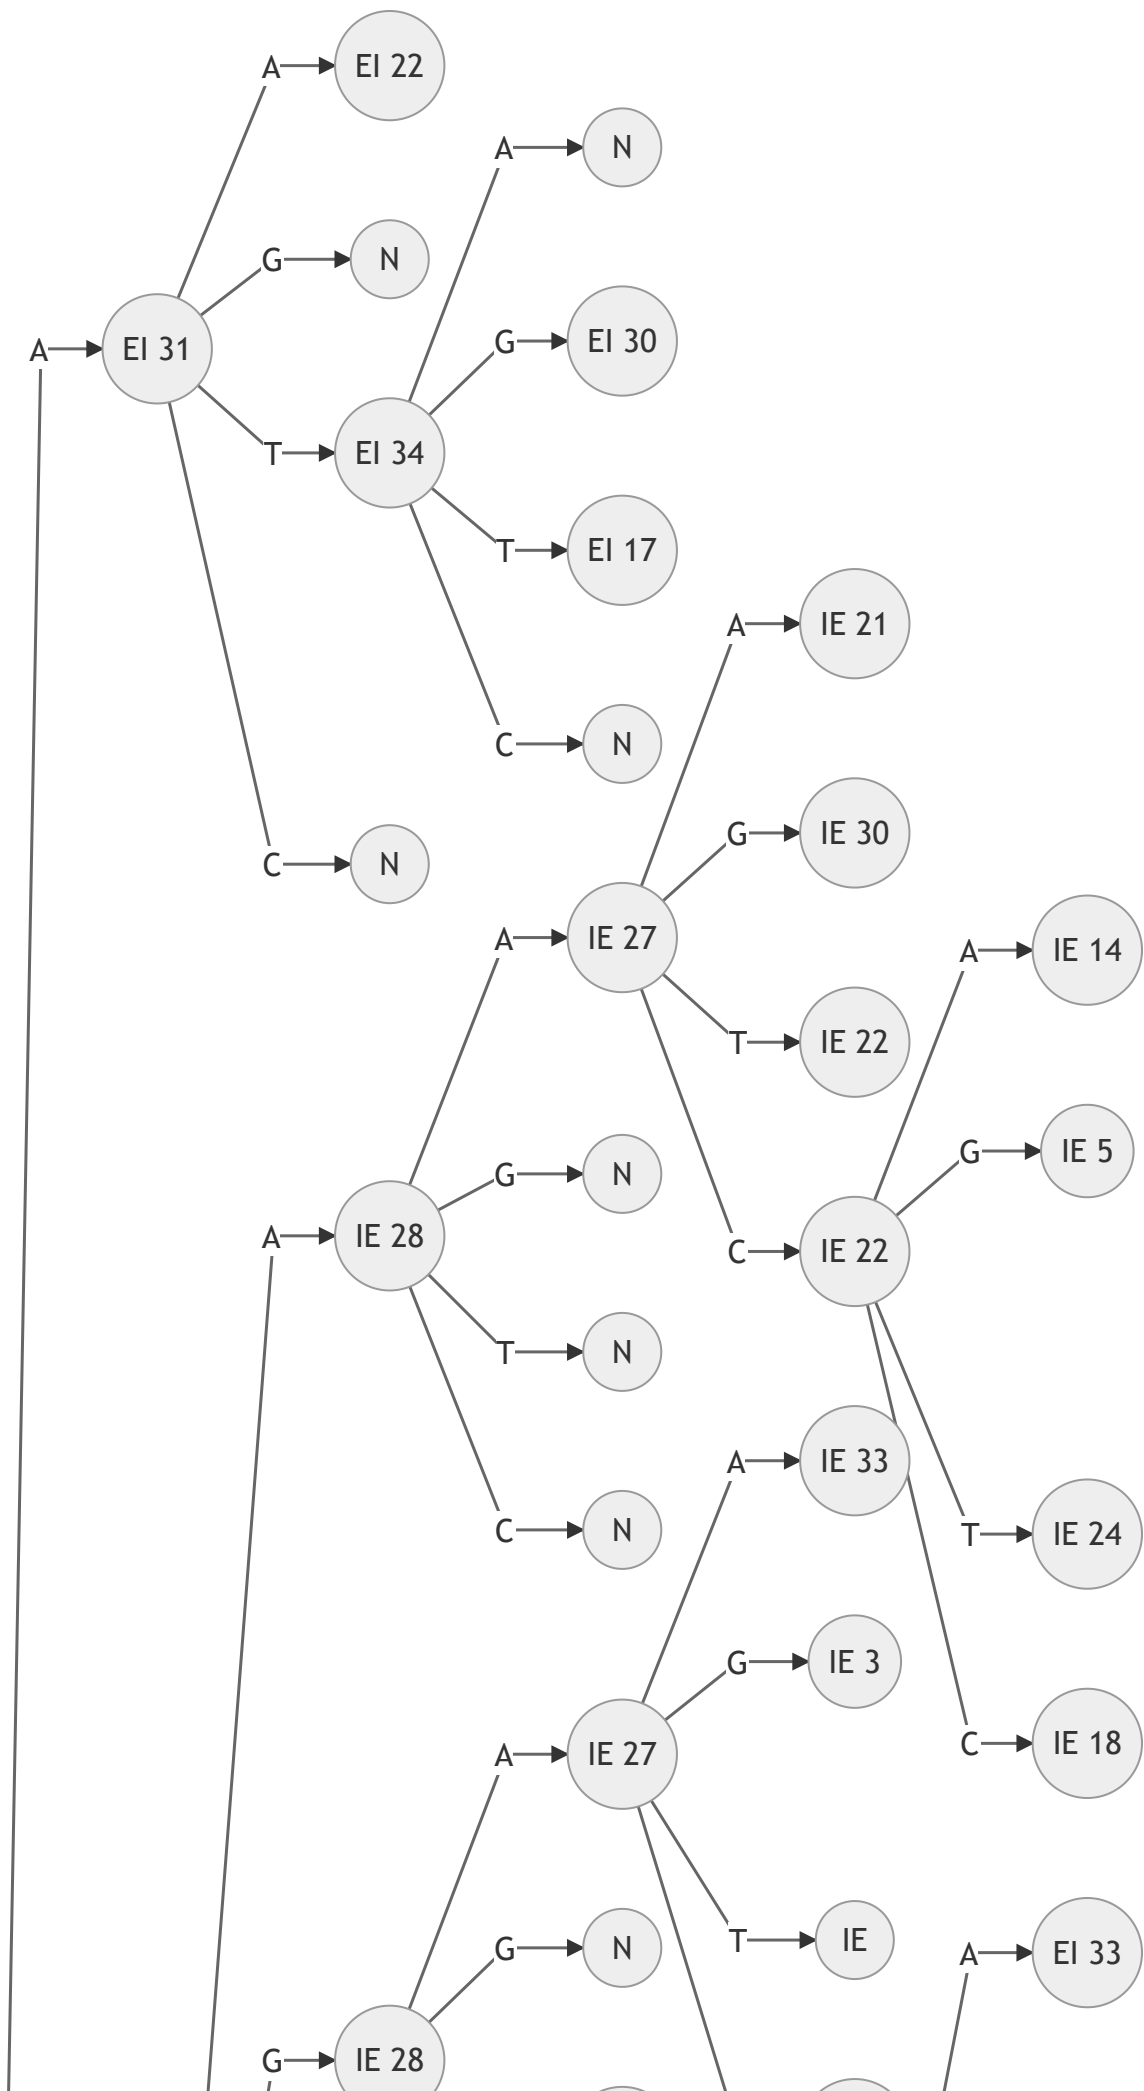 A EI 22
A N
G N
G EI 30
A EI 31
T EI 34
T EI 17
A IE 21
C N
G IE 30
C N
A IE 27
A IE 14
T IE 22
G IE 5
G N
A IE 28
C IE 22
T N
A IE 33
C N
T IE 24
G IE 3
C IE 18
A IE 27
T IE
G N
A EI 33
G IE 28